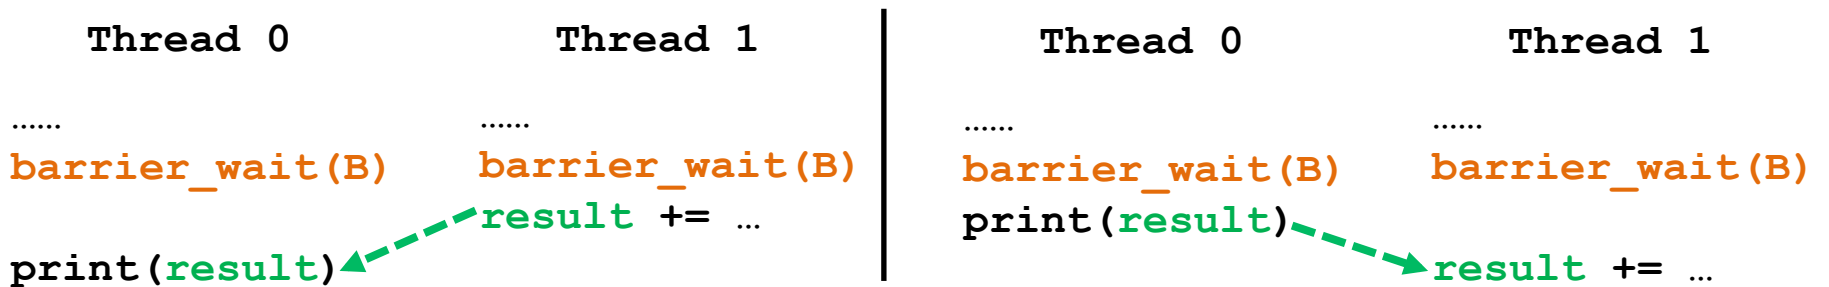 Thread 0 Thread 1
…… ……
barrier_wait(B) barrier_wait(B)
result += …
print(result)
Thread 0 Thread 1
…… ……
barrier_wait(B) barrier_wait(B)
print(result)
result += …